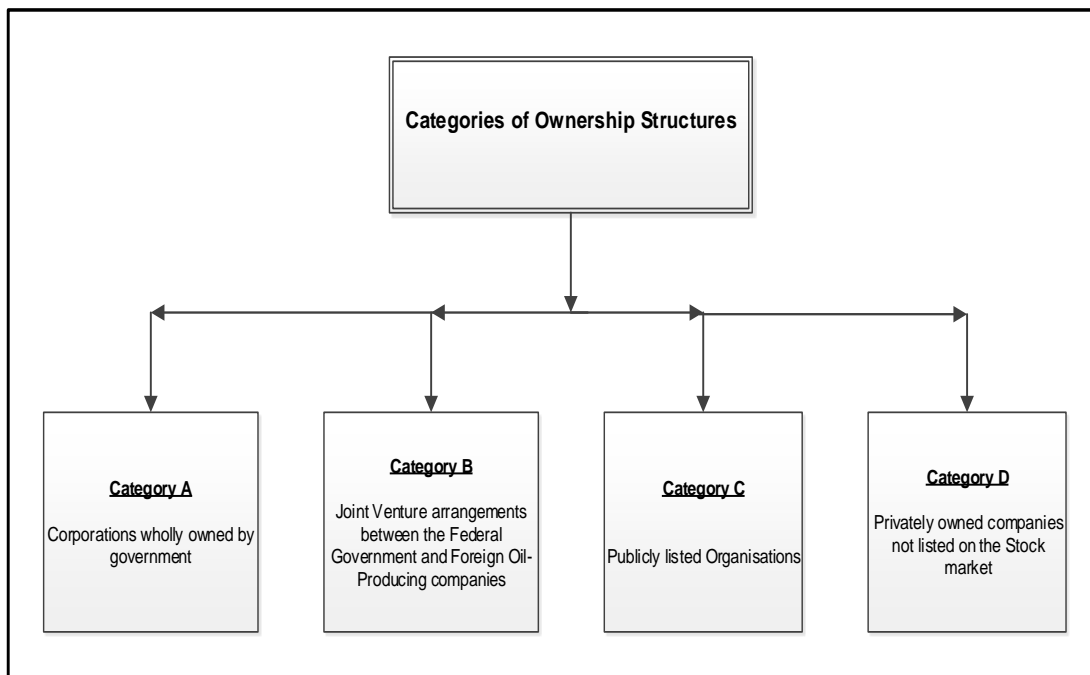 Categories of Ownership Structures
Category A
Corporations wholly owned by
government
Category B
Joint Venture arrangements
between the Federal
Government and Foreign Oil-
Producing companies
Category C
Publicly listed Organisations
Category D
Privately owned companies
not listed on the Stock
market